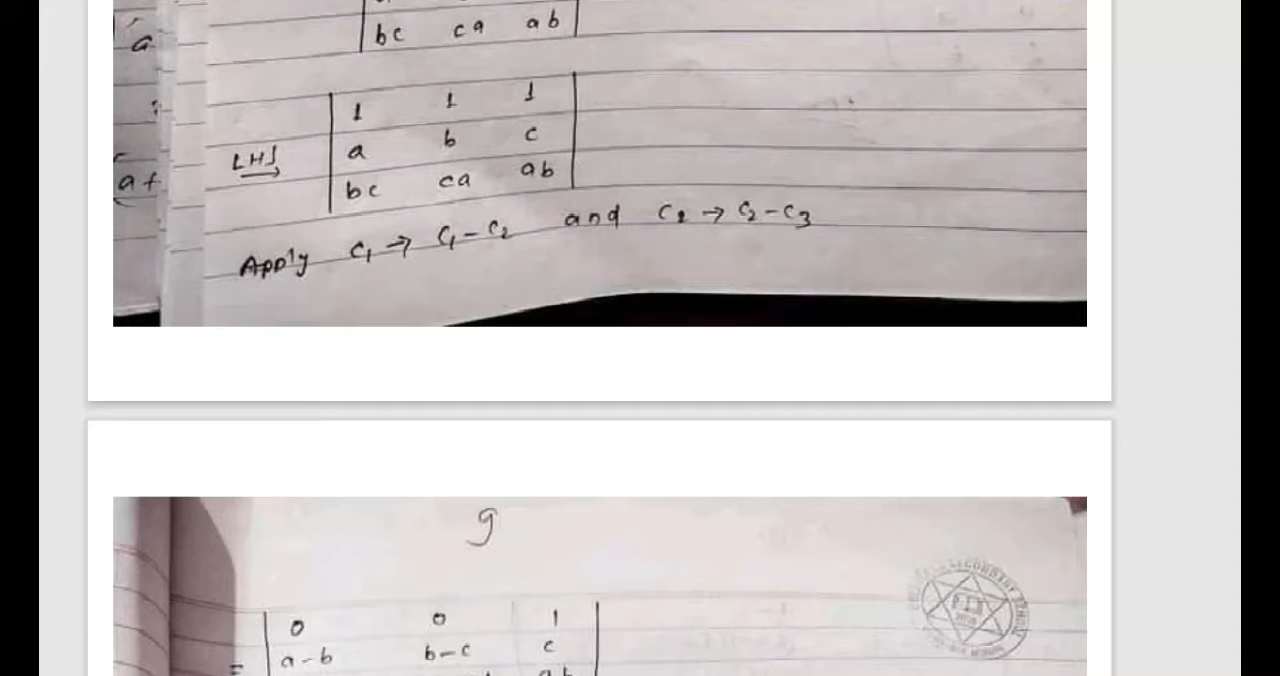 a
bc ca ab
1 1 1
LHS a b c
a+ bc ca ab
Apply C₁ → C₁-C₂ and C₂ → C₂-C₃
9
0 0 1
= a-b b-c c
ab